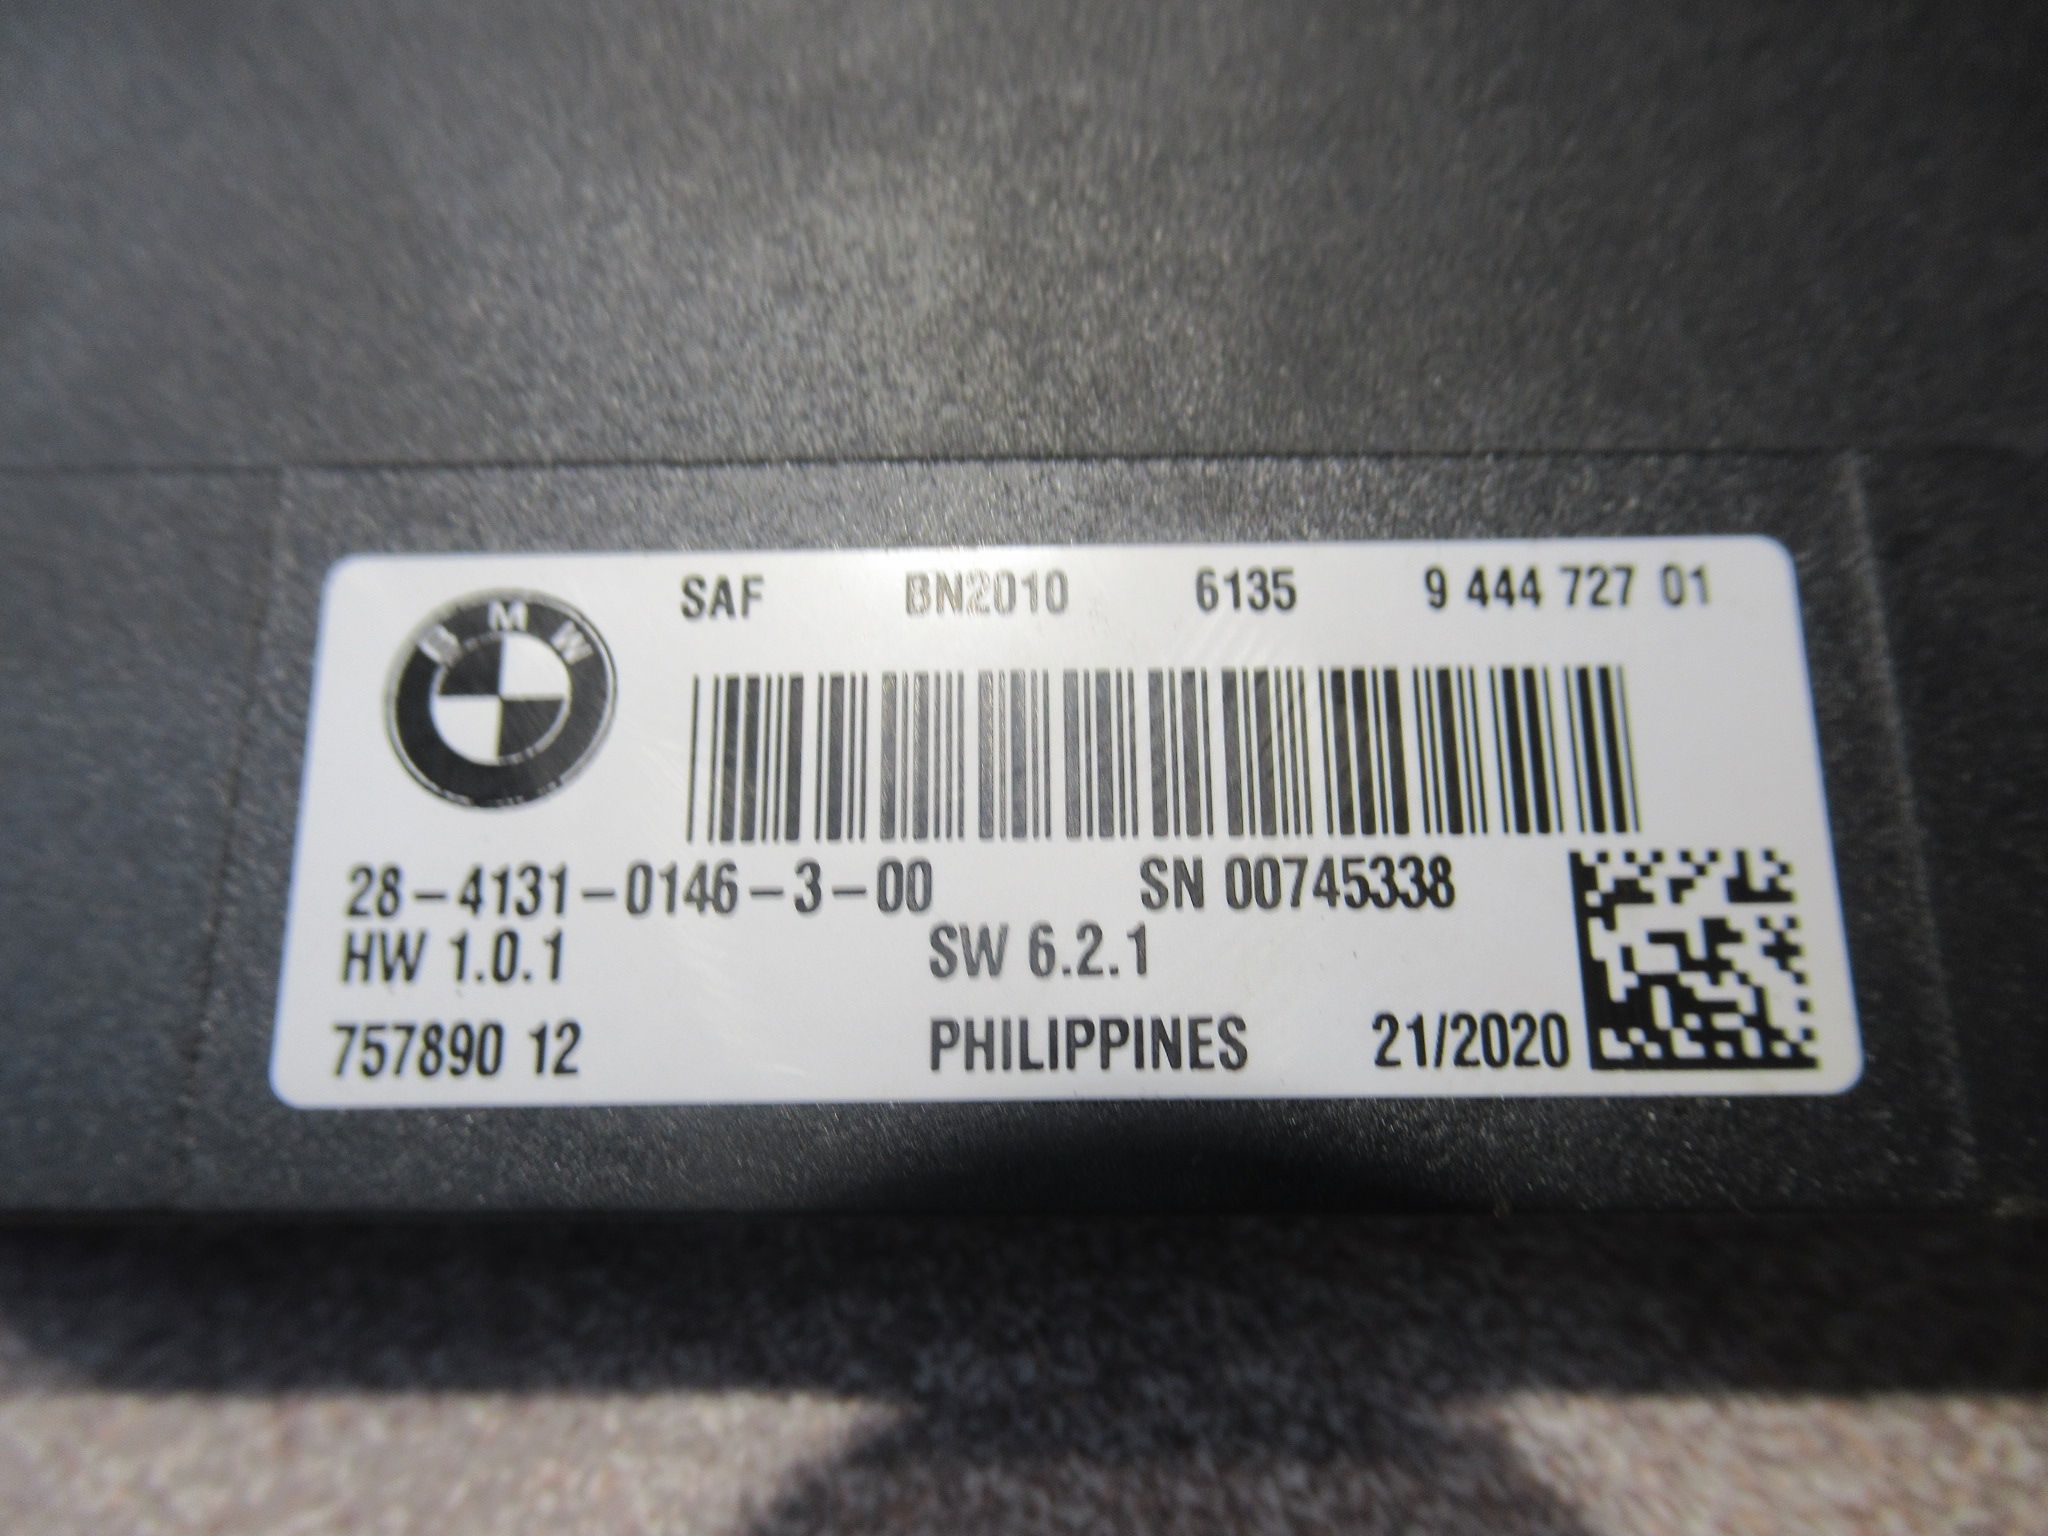 BMW
SAF BN2010 6135 9 444 727 01
28-4131-0146-3-00 SN 00745338
HW 1.0.1 SW 6.2.1
757890 12 PHILIPPINES 21/2020